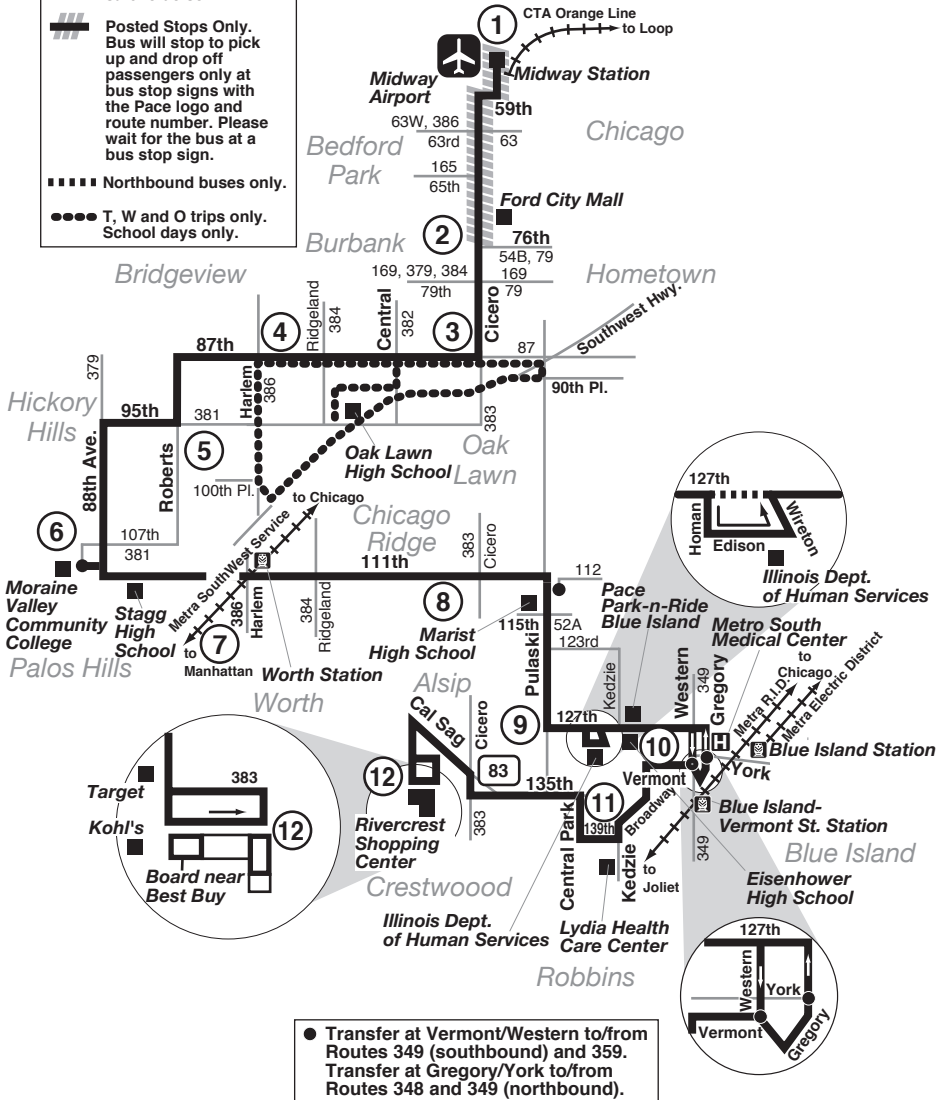 Posted Stops Only.
Bus will stop to pick
up and drop off
passengers only at
bus stop signs with
the Pace logo and
route number. Please
wait for the bus at a
bus stop sign.
Northbound buses only.
T, W and O trips only.
School days only.
1
CTA Orange Line
to Loop
Midway
Airport
Midway Station
59th
63W, 386
63rd
63
Chicago
Bedford
Park
165
65th
Ford City Mall
Burbank
2
76th
54B, 79
169, 379, 384
169
79th
79
Hometown
Bridgeview
Cicero
Southwest Hwy.
4
Ridgeland
384
Central
382
3
87th
87
90th Pl.
379
Harlem
386
Hickory
Hills
95th
381
383
Oak
Lawn
Oak Lawn
High School
88th Ave.
Roberts
5
100th Pl.
to Chicago
Metra SouthWest Service
Chicago
Ridge
6
107th
381
383
Cicero
111th
112
Moraine
Valley
Community
College
Stagg
High
School
386
Harlem
384
Ridgeland
7
to
Manhattan
Worth Station
8
Marist
High School
115th
52A
123rd
Pulaski
Kedzie
Pace
Park-n-Ride
Blue Island
Metro South
Medical Center
Palos Hills
Worth
Alsip
127th
Homan
Edison
Wireton
Illinois Dept.
of Human Services
to
Chicago
Metra R.I.D.
Metra Electric District
Western
349
Gregory
H
Cal Sag
Cicero
9
127th
10
Blue Island Station
York
Vermont
83
135th
Broadway
Blue Island-
Vermont St. Station
349
12
383
11
139th
Central Park
Kedzie
to
Joliet
Blue Island
Rivercrest
Shopping
Center
Crestwoood
Eisenhower
High School
Illinois Dept.
of Human Services
Lydia Health
Care Center
Robbins
Target
383
Kohl's
12
Board near
Best Buy
127th
Western
York
Vermont
Gregory
Transfer at Vermont/Western to/from
Routes 349 (southbound) and 359.
Transfer at Gregory/York to/from
Routes 348 and 349 (northbound).